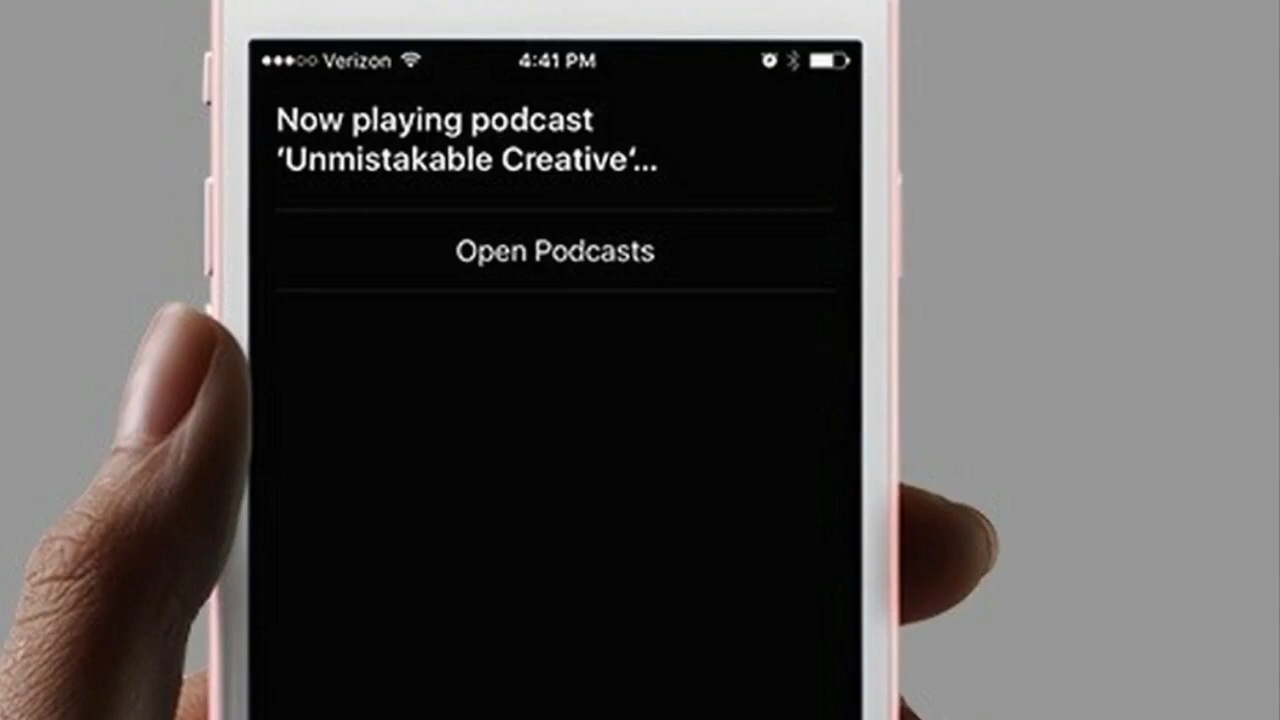 Verizon 4:41 PM
Now playing podcast
‘Unmistakable Creative‘...
Open Podcasts